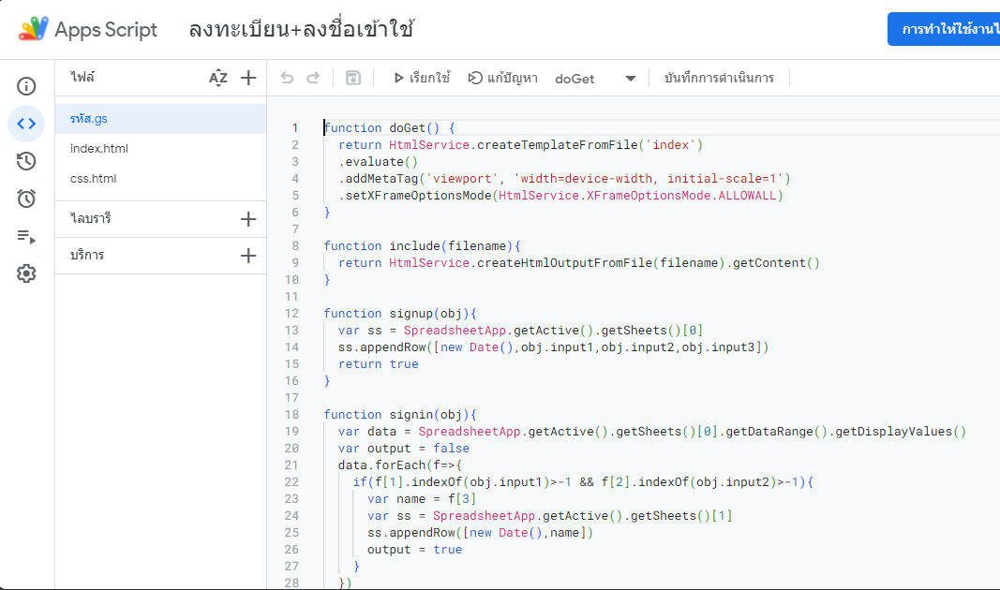 Apps Script ลงทะเบียน+ลงชื่อเข้าใช้ การทำให้ใช้งานไ
ไฟล์ AZ เรียกใช้ แก้ปัญหา doGet บันทึกการดำเนินการ
รหัส.gs
index.html
css.html
ไลบรารี
บริการ
1 function doGet() {
2 return HtmlService.createTemplateFromFile('index')
3 .evaluate()
4 .addMetaTag('viewport', 'width=device-width, initial-scale=1')
5 .setXFrameOptionsMode(HtmlService.XFrameOptionsMode.ALLOWALL)
6 }
7
8 function include(filename){
9 return HtmlService.createHtmlOutputFromFile(filename).getContent()
10 }
11
12 function signup(obj){
13 var ss = SpreadsheetApp.getActive().getSheets()[0]
14 ss.appendRow([new Date(),obj.input1,obj.input2,obj.input3])
15 return true
16 }
17
18 function signin(obj){
19 var data = SpreadsheetApp.getActive().getSheets()[0].getDataRange().getDisplayValues()
20 var output = false
21 data.forEach(f=>{
22 if(f[1].indexOf(obj.input1)>-1 && f[2].indexOf(obj.input2)>-1){
23 var name = f[3]
24 var ss = SpreadsheetApp.getActive().getSheets()[1]
25 ss.appendRow([new Date(),name])
26 output = true
27 }
28 })